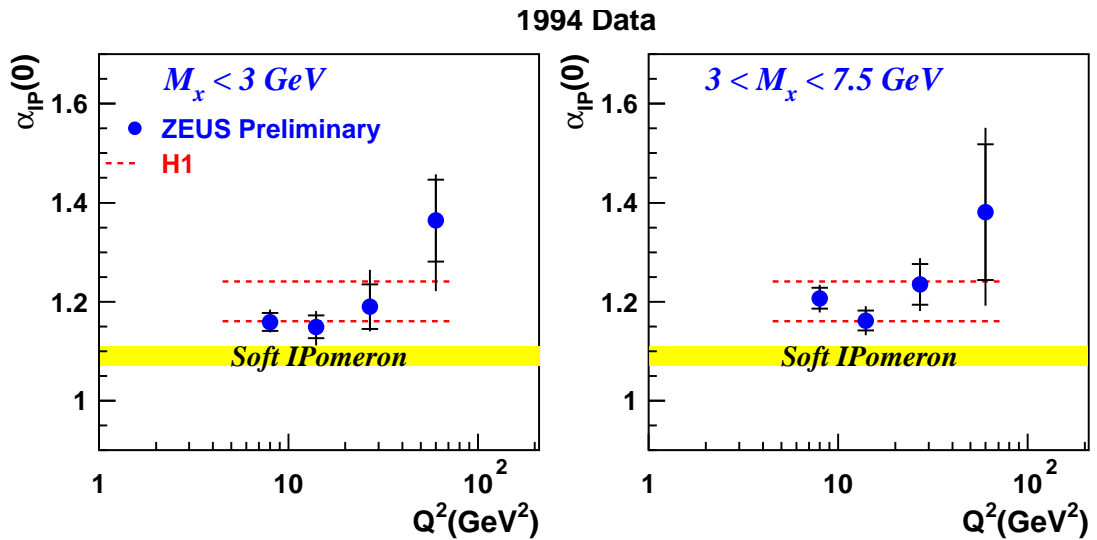 1994 Data
α_IP(0)
M_x < 3 GeV
ZEUS Preliminary
H1
Soft IPomeron
1.6
1.4
1.2
1
1
10
10^2
Q^2(GeV^2)
α_IP(0)
3 < M_x < 7.5 GeV
Soft IPomeron
1.6
1.4
1.2
1
1
10
10^2
Q^2(GeV^2)